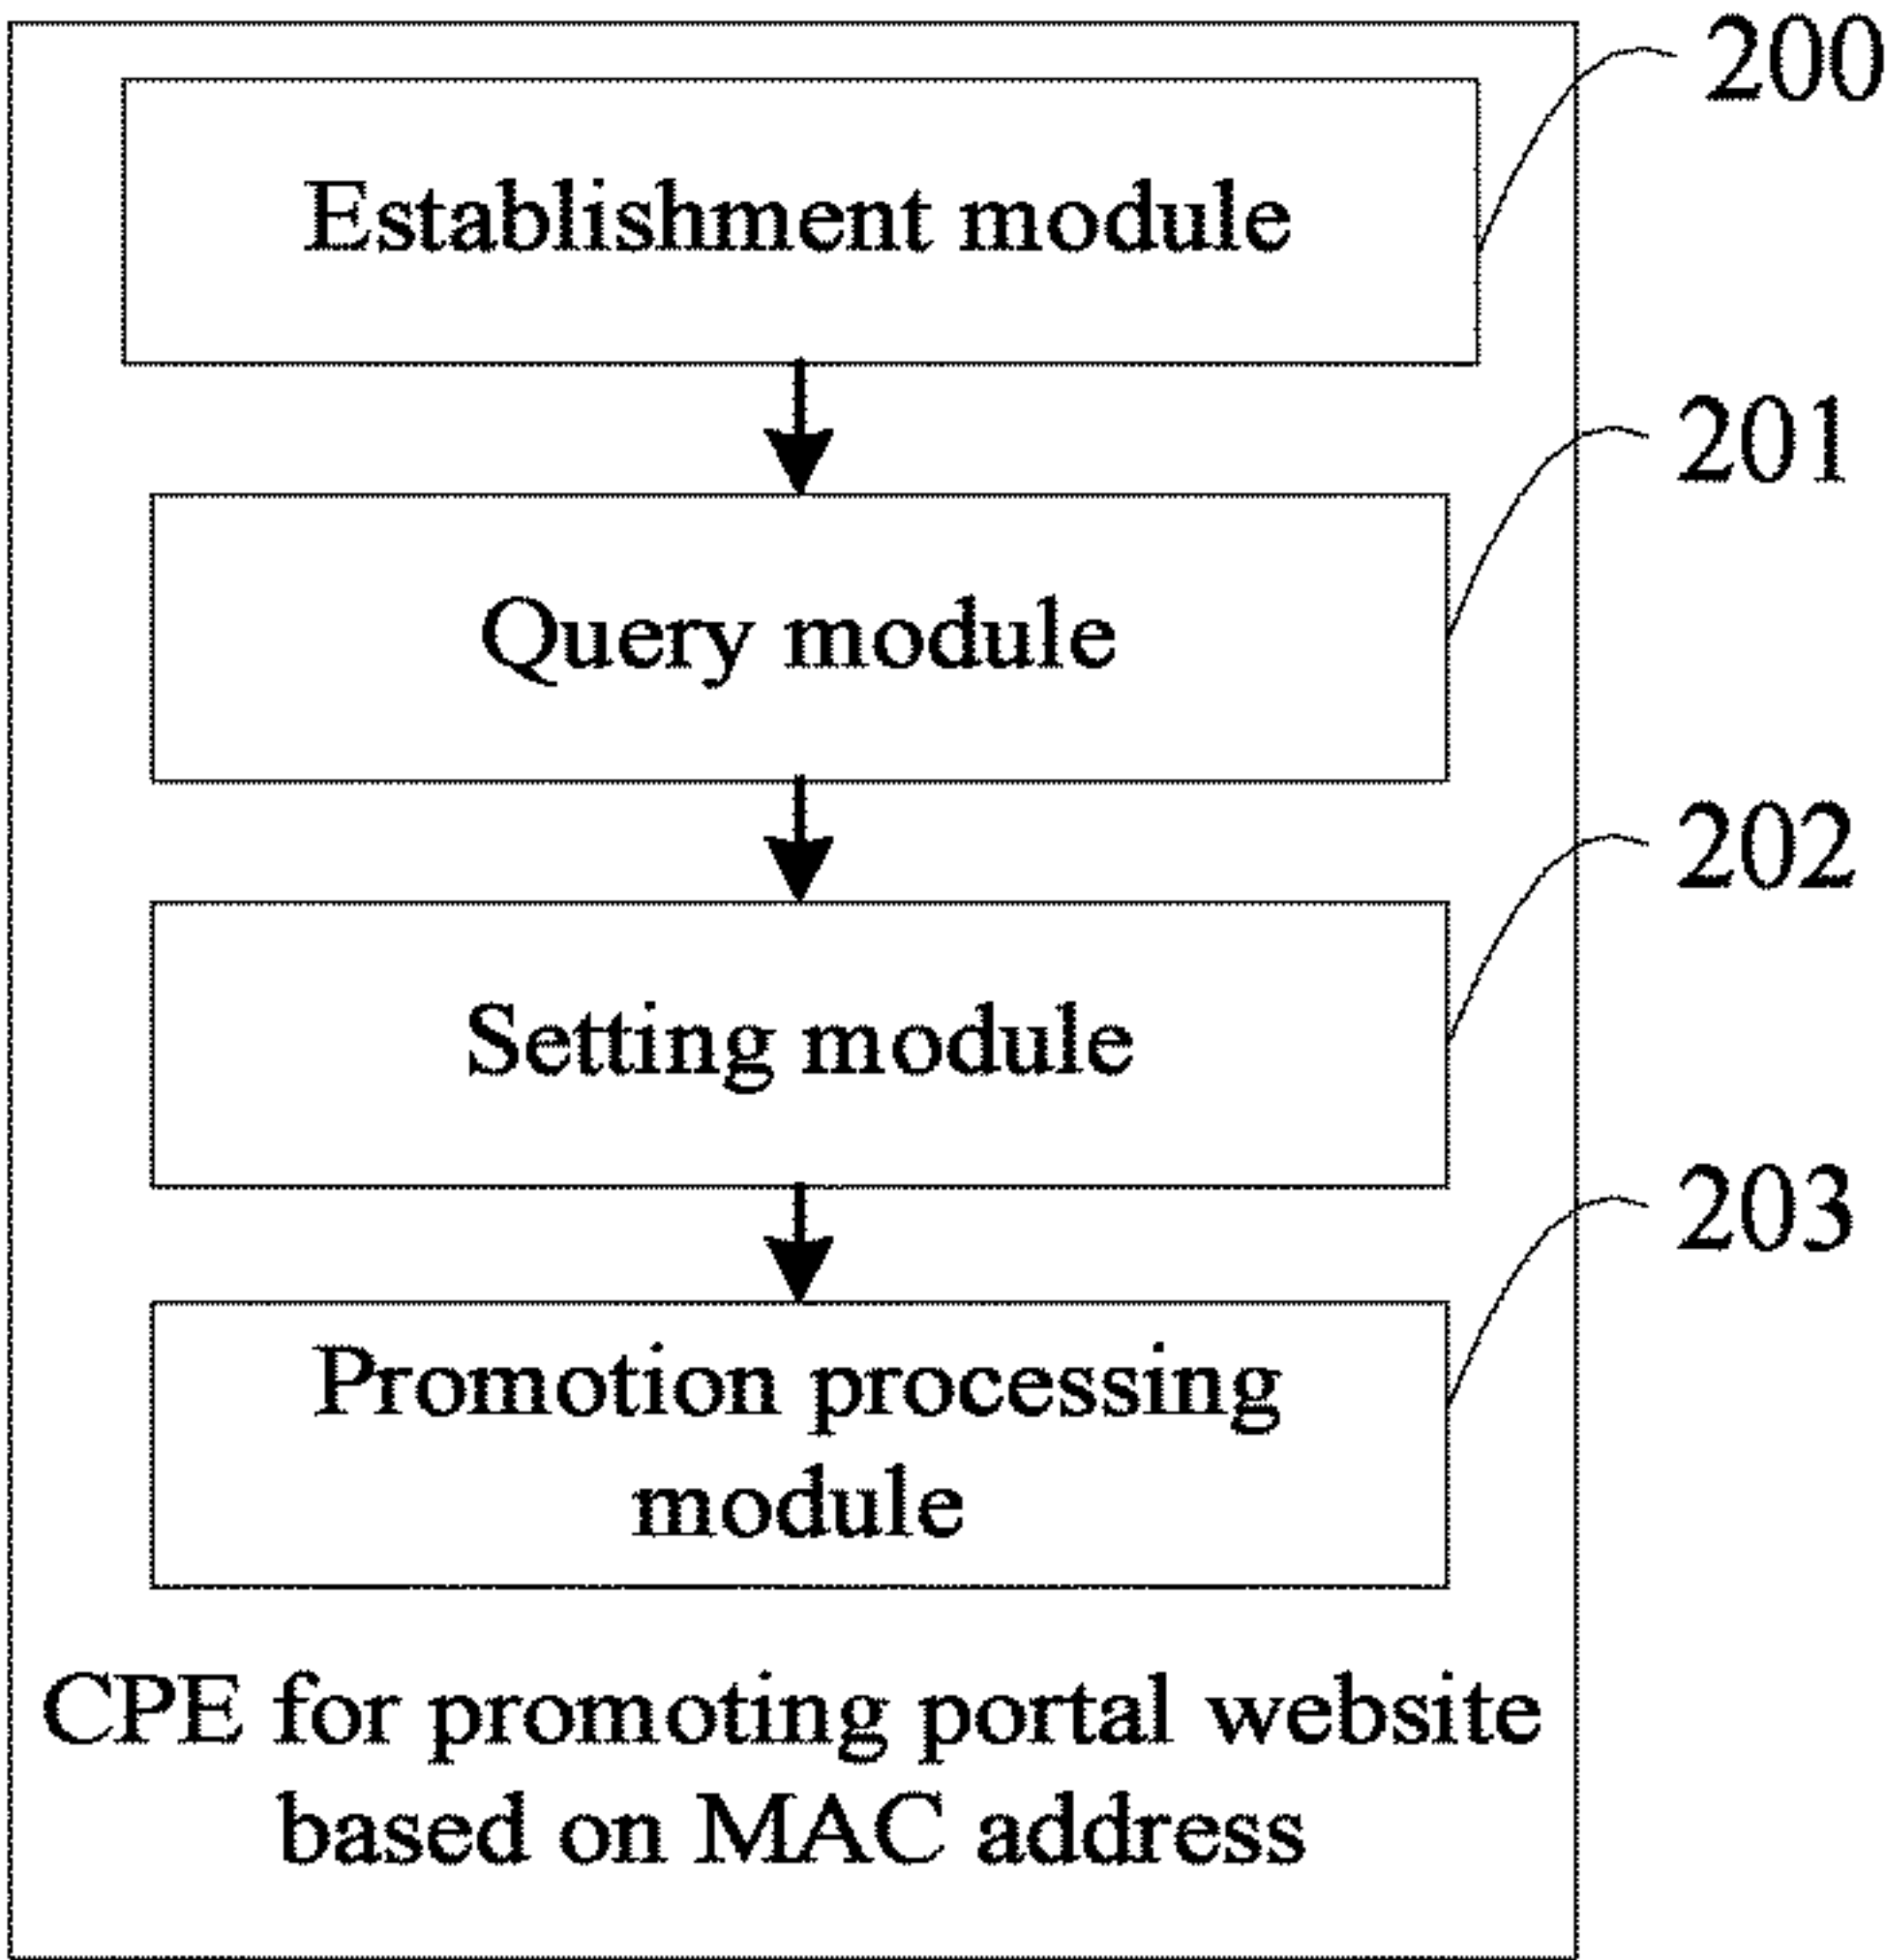 200
Establishment module
201
Query module
202
Setting module
203
Promotion processing
module
CPE for promoting portal website
based on MAC address